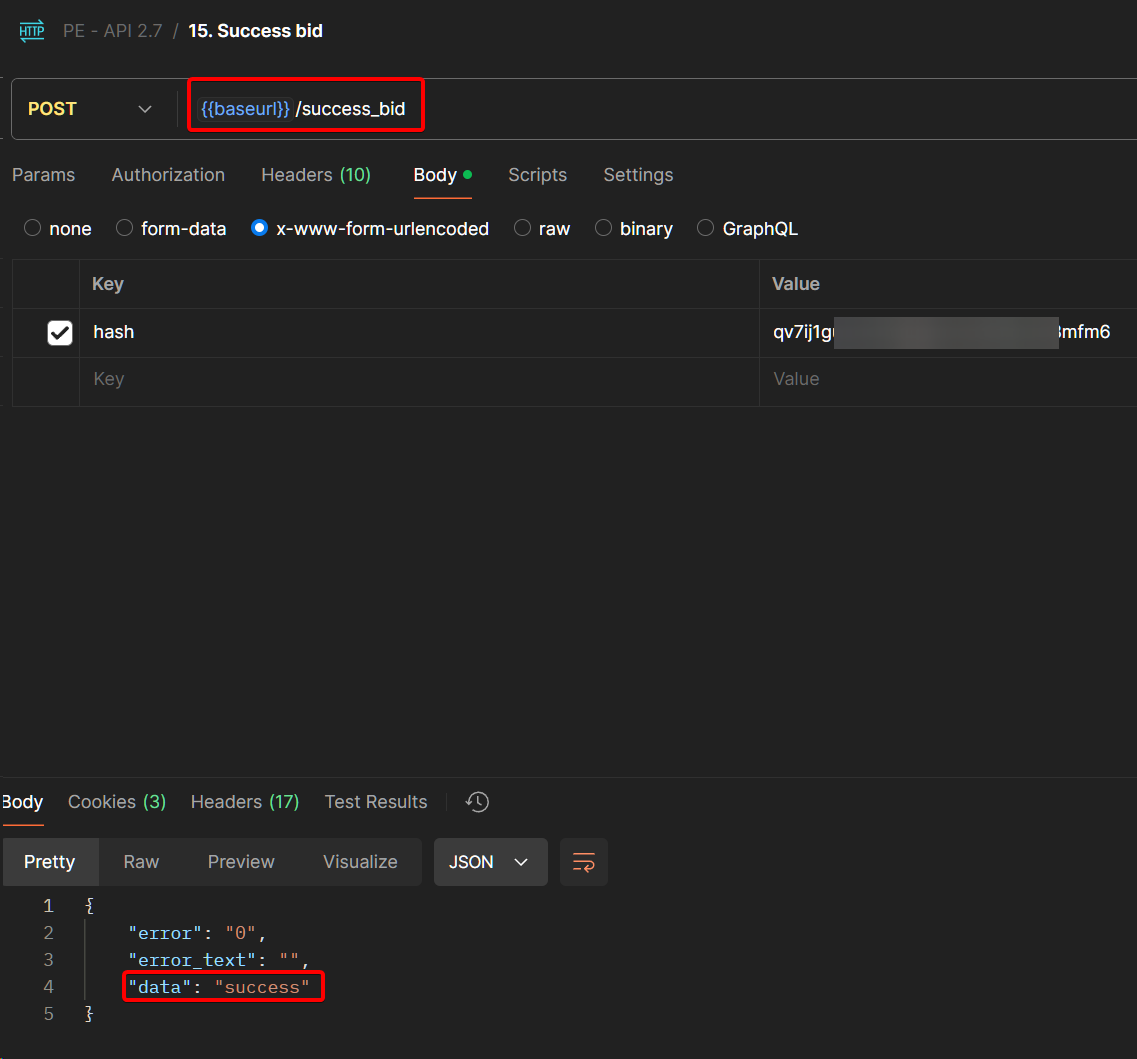 HTTP PE - API 2.7 / 15. Success bid
POST {{baseurl}} /success_bid
Params Authorization Headers (10) Body Scripts Settings
none form-data x-www-form-urlencoded raw binary GraphQL
Key Value
hash qv7ij1g mfm6
Key Value
Body Cookies (3) Headers (17) Test Results
Pretty Raw Preview Visualize JSON
1 {
2 "error": "0",
3 "error_text": "",
4 "data": "success"
5 }